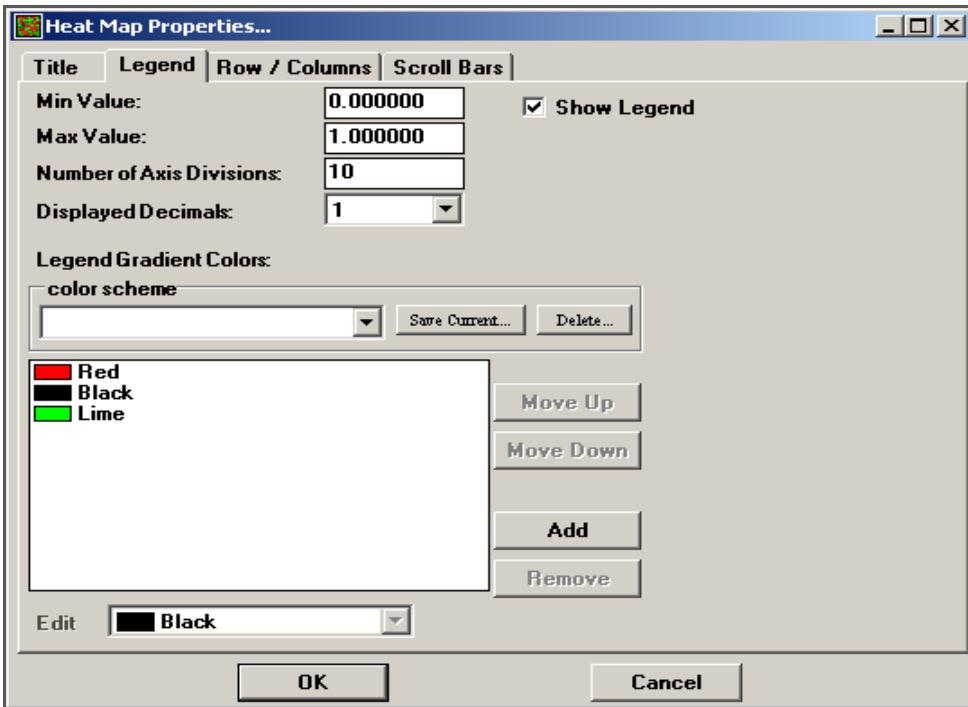 Heat Map Properties...
Title Legend Row / Columns Scroll Bars
Min Value: 0.000000 Show Legend
Max Value: 1.000000
Number of Axis Divisions: 10
Displayed Decimals: 1
Legend Gradient Colors:
color scheme
Save Current... Delete...
Red
Black
Lime
Move Up
Move Down
Add
Remove
Edit Black
OK Cancel